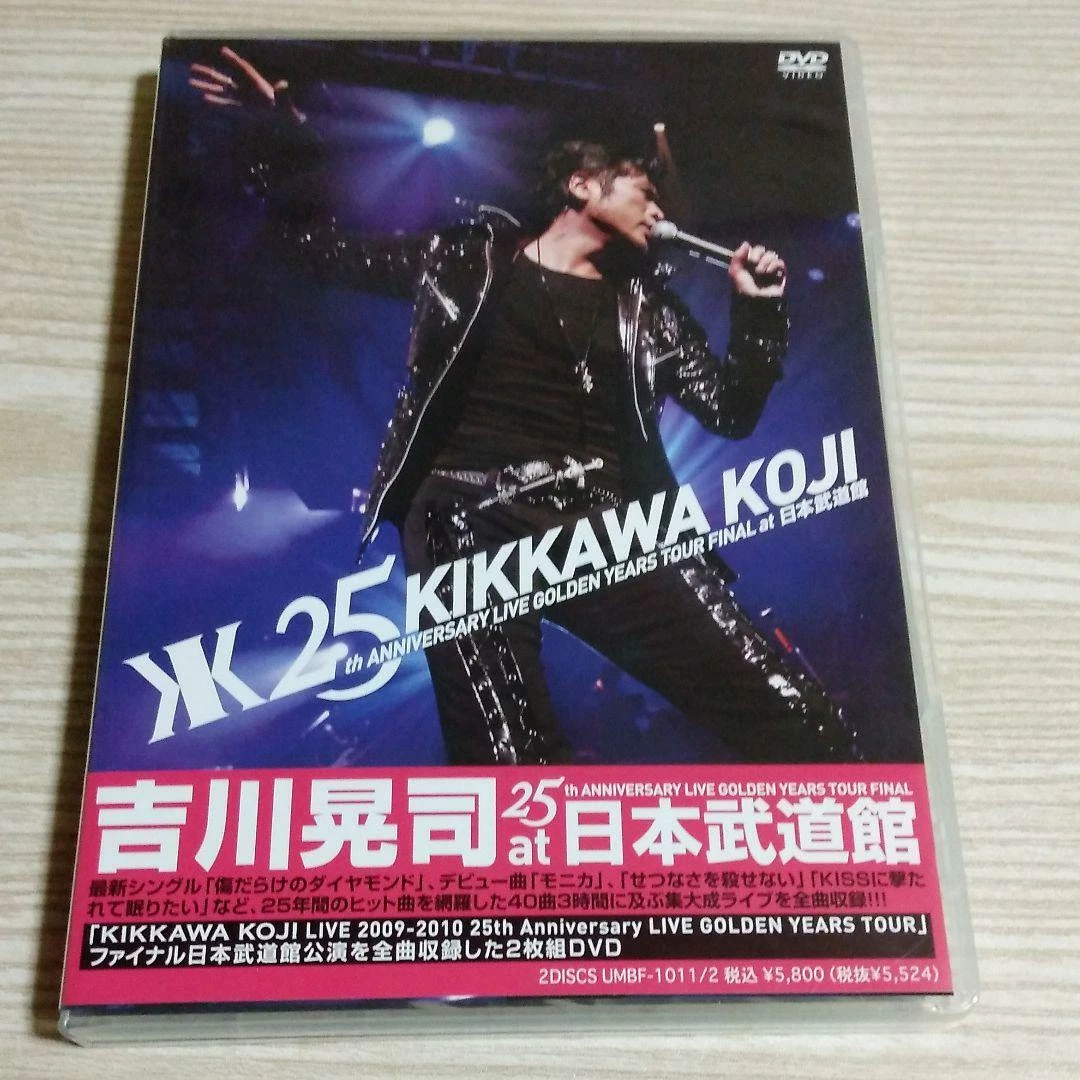 DVD
VIDEO
KIKKAWA KOJI
KK 25th ANNIVERSARY LIVE GOLDEN YEARS TOUR FINAL at 日本武道館
吉川晃司 25th ANNIVERSARY LIVE GOLDEN YEARS TOUR FINAL
at 日本武道館
最新シングル「傷だらけのダイヤモンド」、デビュー曲「モニカ」、「せつなさを殺せない」「KISSに撃た
れて眠りたい」など、25年間のヒット曲を網羅した40曲3時間に及ぶ集大成ライブを全曲収録!!!
「KIKKAWA KOJI LIVE 2009-2010 25th Anniversary LIVE GOLDEN YEARS TOUR」
ファイナル日本武道館公演を全曲収録した2枚組DVD
2DISCS UMBF-1011/2 税込 ¥5,800 (税抜¥5,524)